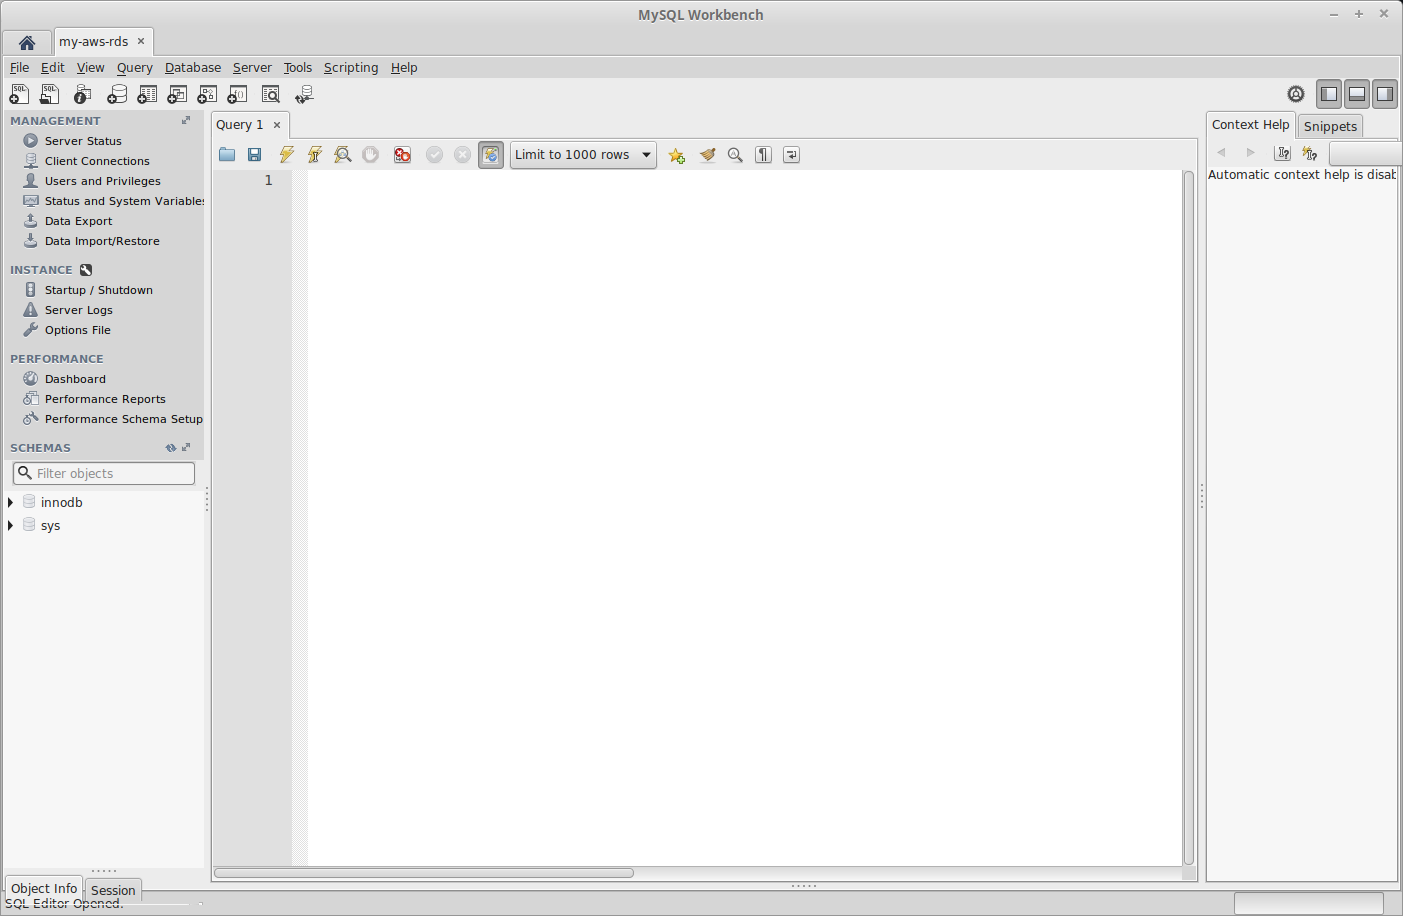 MySQL Workbench
my-aws-rds
File Edit View Query Database Server Tools Scripting Help
MANAGEMENT
Server Status
Client Connections
Users and Privileges
Status and System Variables
Data Export
Data Import/Restore
INSTANCE
Startup / Shutdown
Server Logs
Options File
PERFORMANCE
Dashboard
Performance Reports
Performance Schema Setup
SCHEMAS
Filter objects
innodb
sys
Object Info Session
SQL Editor Opened.
Query 1
Limit to 1000 rows
1
Context Help Snippets
Automatic context help is disab